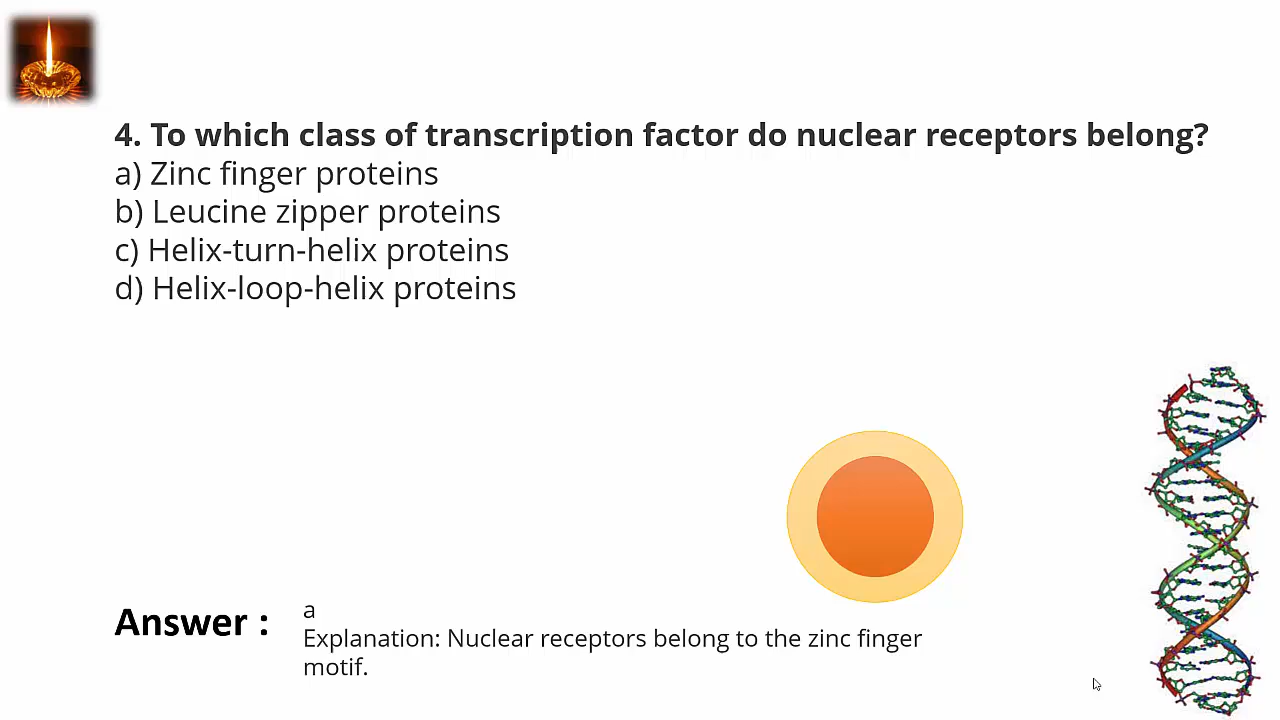 4. To which class of transcription factor do nuclear receptors belong?
a) Zinc finger proteins
b) Leucine zipper proteins
c) Helix-turn-helix proteins
d) Helix-loop-helix proteins
Answer :
a
Explanation: Nuclear receptors belong to the zinc finger
motif.